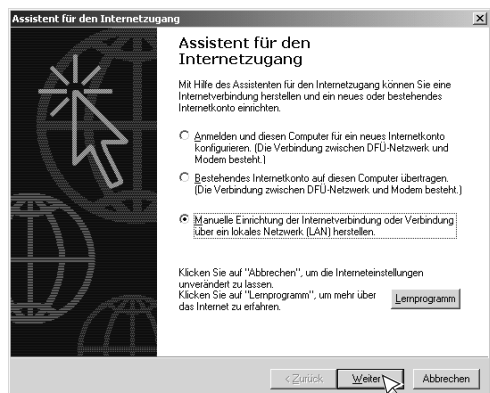 Assistent für den Internetzugang
Assistent für den
Internetzugang
Mit Hilfe des Assistenten für den Internetzugang können Sie eine
Internetverbindung herstellen und ein neues oder bestehendes
Internetkonto einrichten.
Anmelden und diesen Computer für ein neues Internetkonto
konfigurieren. (Die Verbindung zwischen DFÜ-Netzwerk und
Modem besteht.)
Bestehendes Internetkonto auf diesen Computer übertragen.
(Die Verbindung zwischen DFÜ-Netzwerk und Modem besteht.)
Manuelle Einrichtung der Internetverbindung oder Verbindung
über ein lokales Netzwerk (LAN) herstellen.
Klicken Sie auf "Abbrechen", um die Interneteinstellungen
unverändert zu lassen.
Klicken Sie auf "Lernprogramm", um mehr über
das Internet zu erfahren.
Lernprogramm
< Zurück Weiter Abbrechen